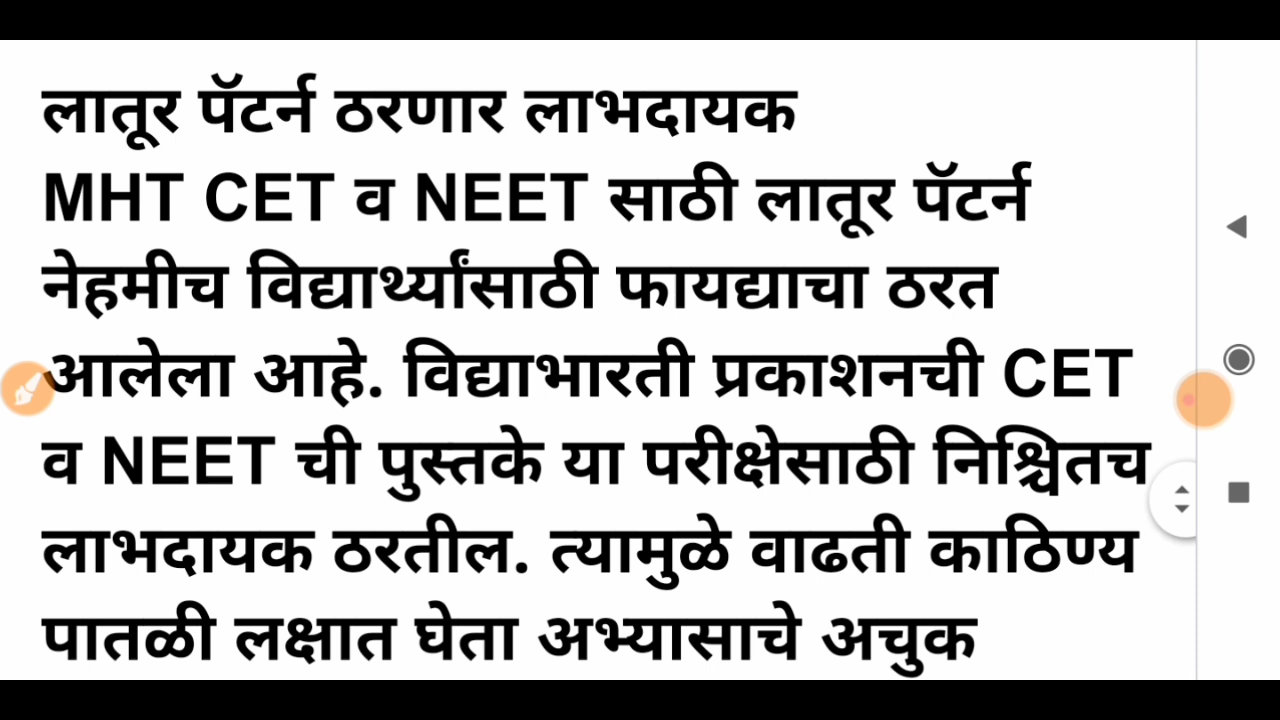 लातूर पॅटर्न ठरणार लाभदायक
MHT CET व NEET साठी लातूर पॅटर्न
नेहमीच विद्यार्थ्यांसाठी फायद्याचा ठरत
आलेला आहे. विद्याभारती प्रकाशनची CET
व NEET ची पुस्तके या परीक्षेसाठी निश्चितच
लाभदायक ठरतील. त्यामुळे वाढती काठिण्य
पातळी लक्षात घेता अभ्यासाचे अचुक